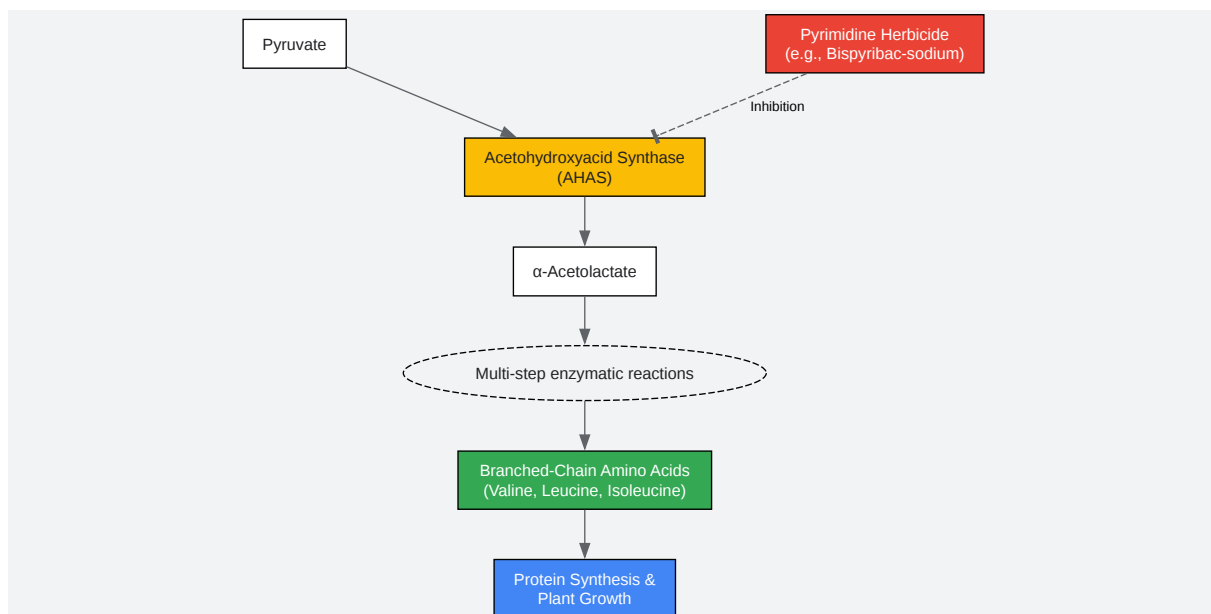 Pyruvate
Pyrimidine Herbicide
(e.g., Bispyribac-sodium)
Inhibition
Acetohydroxyacid Synthase
(AHAS)
α-Acetolactate
Multi-step enzymatic reactions
Branched-Chain Amino Acids
(Valine, Leucine, Isoleucine)
Protein Synthesis &
Plant Growth